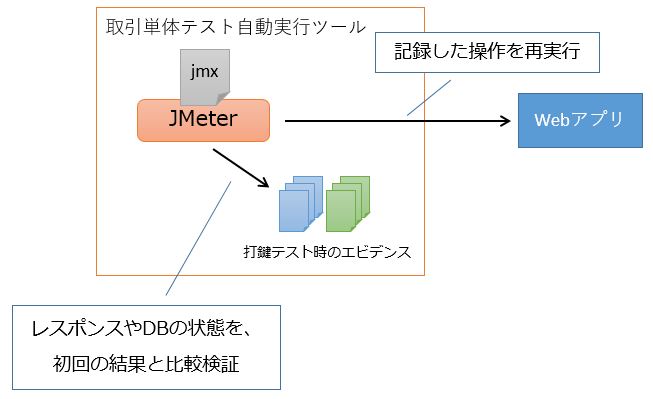 取引単体テスト自動実行ツール
記録した操作を再実行
jmx
JMeter
Webアプリ
打鍵テスト時のエビデンス
レスポンスやDBの状態を、
初回の結果と比較検証